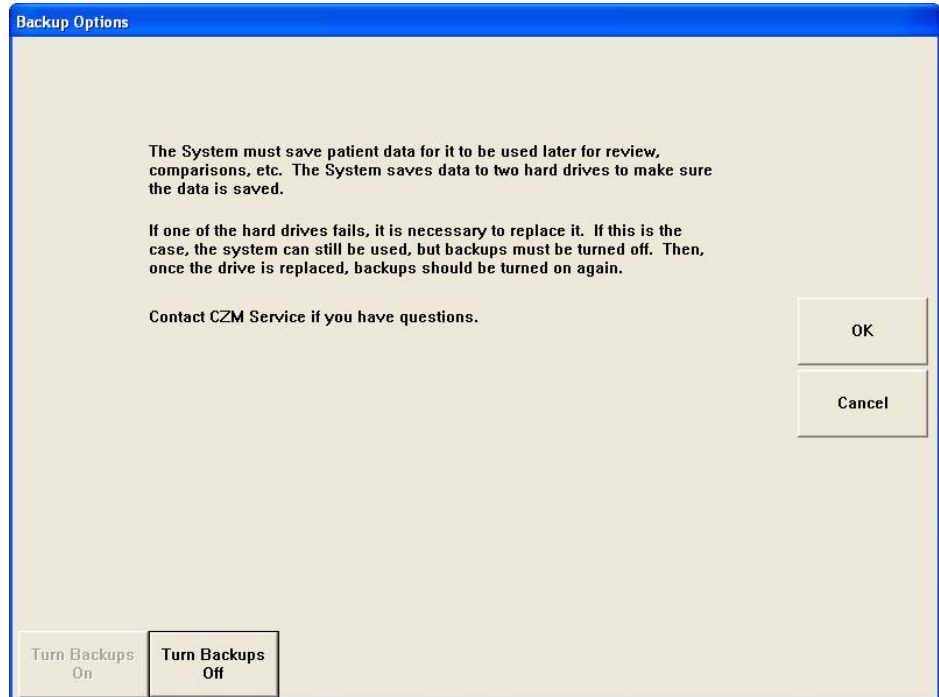 Backup Options
The System must save patient data for it to be used later for review,
comparisons, etc. The System saves data to two hard drives to make sure
the data is saved.
If one of the hard drives fails, it is necessary to replace it. If this is the
case, the system can still be used, but backups must be turned off. Then,
once the drive is replaced, backups should be turned on again.
Contact CZM Service if you have questions.
OK
Cancel
Turn Backups
On
Turn Backups
Off